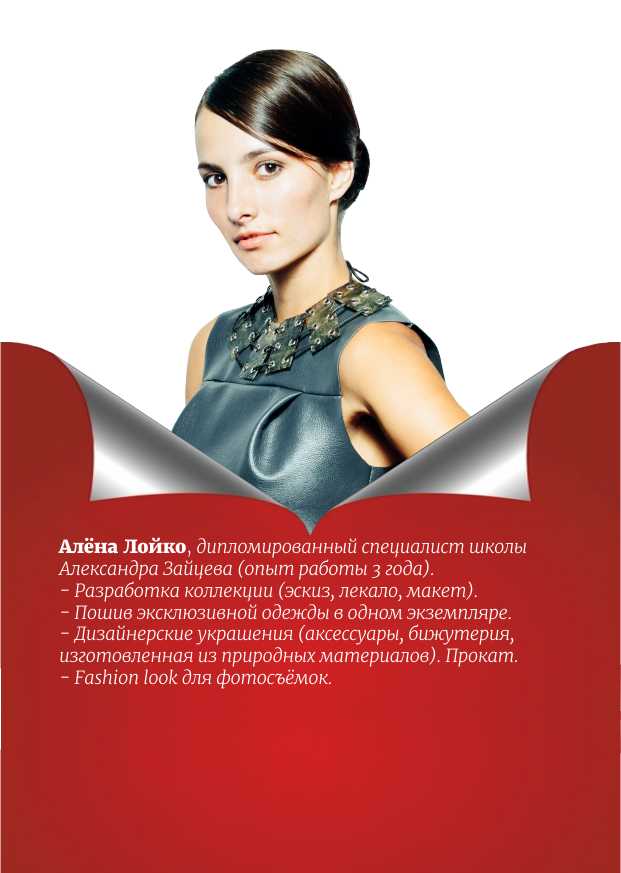 Алёна Лойко, дипломированный специалист школы
Александра Зайцева (опыт работы 3 года).
– Разработка коллекции (эскиз, лекало, макет).
– Пошив эксклюзивной одежды в одном экземпляре.
– Дизайнерские украшения (аксессуары, бижутерия,
изготовленная из природных материалов). Прокат.
– Fashion look для фотосъёмок.